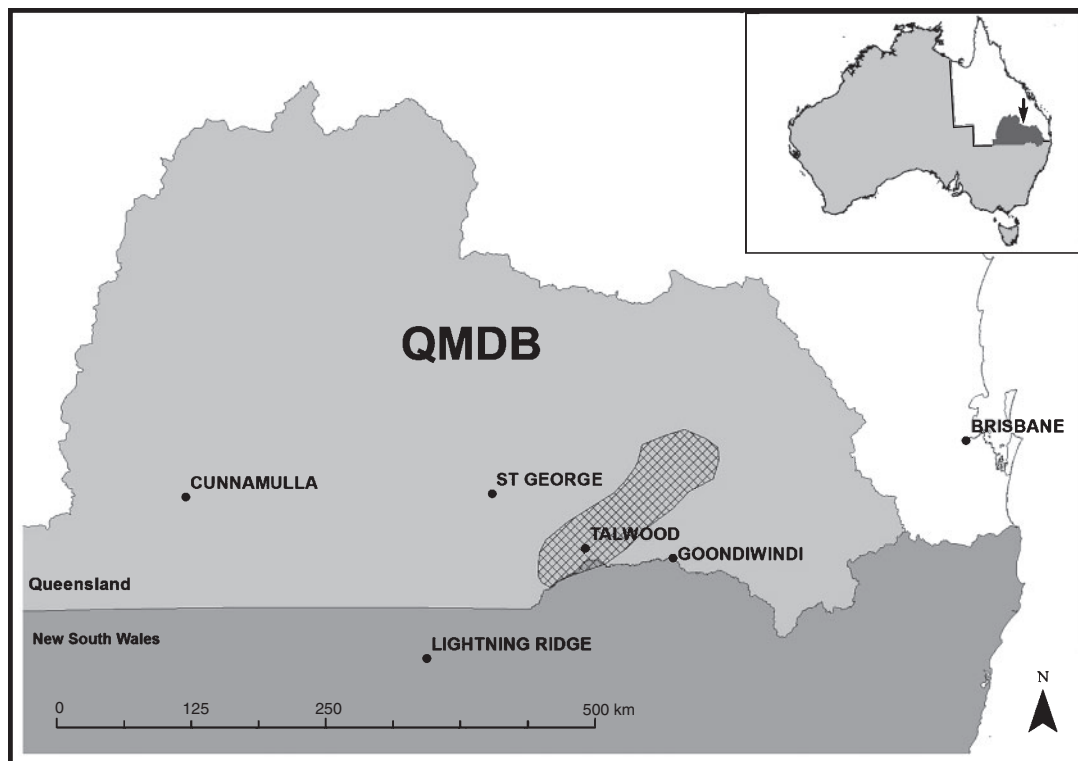 QMDB
BRISBANE
CUNNAMULLA
ST GEORGE
TALWOOD
GOONDIWINDI
Queensland
New South Wales
LIGHTNING RIDGE
N
0 125 250 500 km